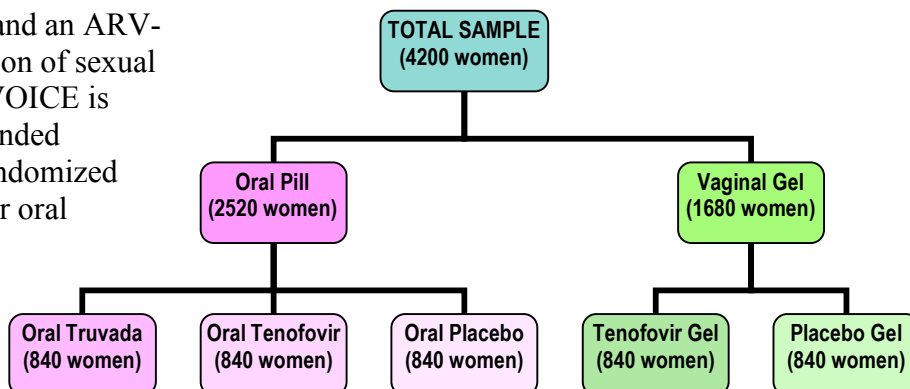 and an ARV-
on of sexual
VOICE is
nded
ndomized
r oral
TOTAL SAMPLE
(4200 women)
Oral Pill
(2520 women)
Vaginal Gel
(1680 women)
Oral Truvada
(840 women)
Oral Tenofovir
(840 women)
Oral Placebo
(840 women)
Tenofovir Gel
(840 women)
Placebo Gel
(840 women)